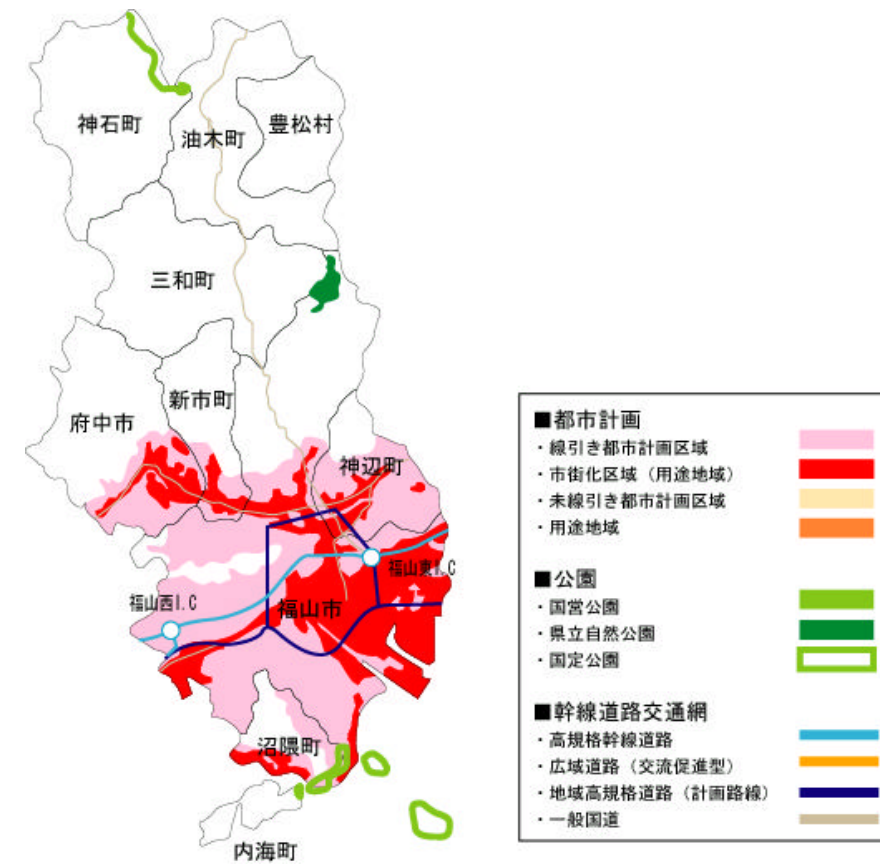 神石町
油木町
豊松村
三和町
新市町
府中市
神辺町
福山東I.C
福山西I.C
福山市
沼隈町
内海町
■都市計画
・線引き都市計画区域
・市街化区域（用途地域）
・未線引き都市計画区域
・用途地域
■公園
・国営公園
・県立自然公園
・国定公園
■幹線道路交通網
・高規格幹線道路
・広域道路（交流促進型）
・地域高規格道路（計画路線）
・一般国道